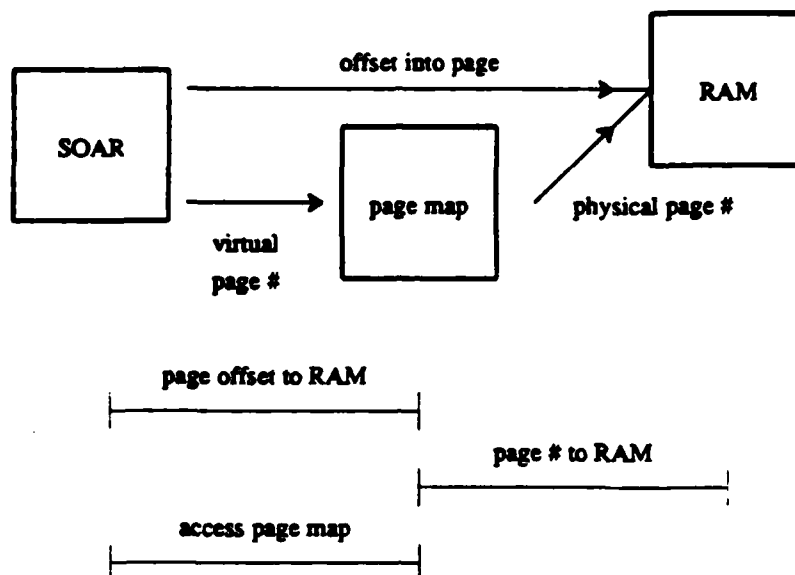 offset into page
RAM
SOAR
page map
physical page #
virtual
page #
page offset to RAM
page # to RAM
access page map